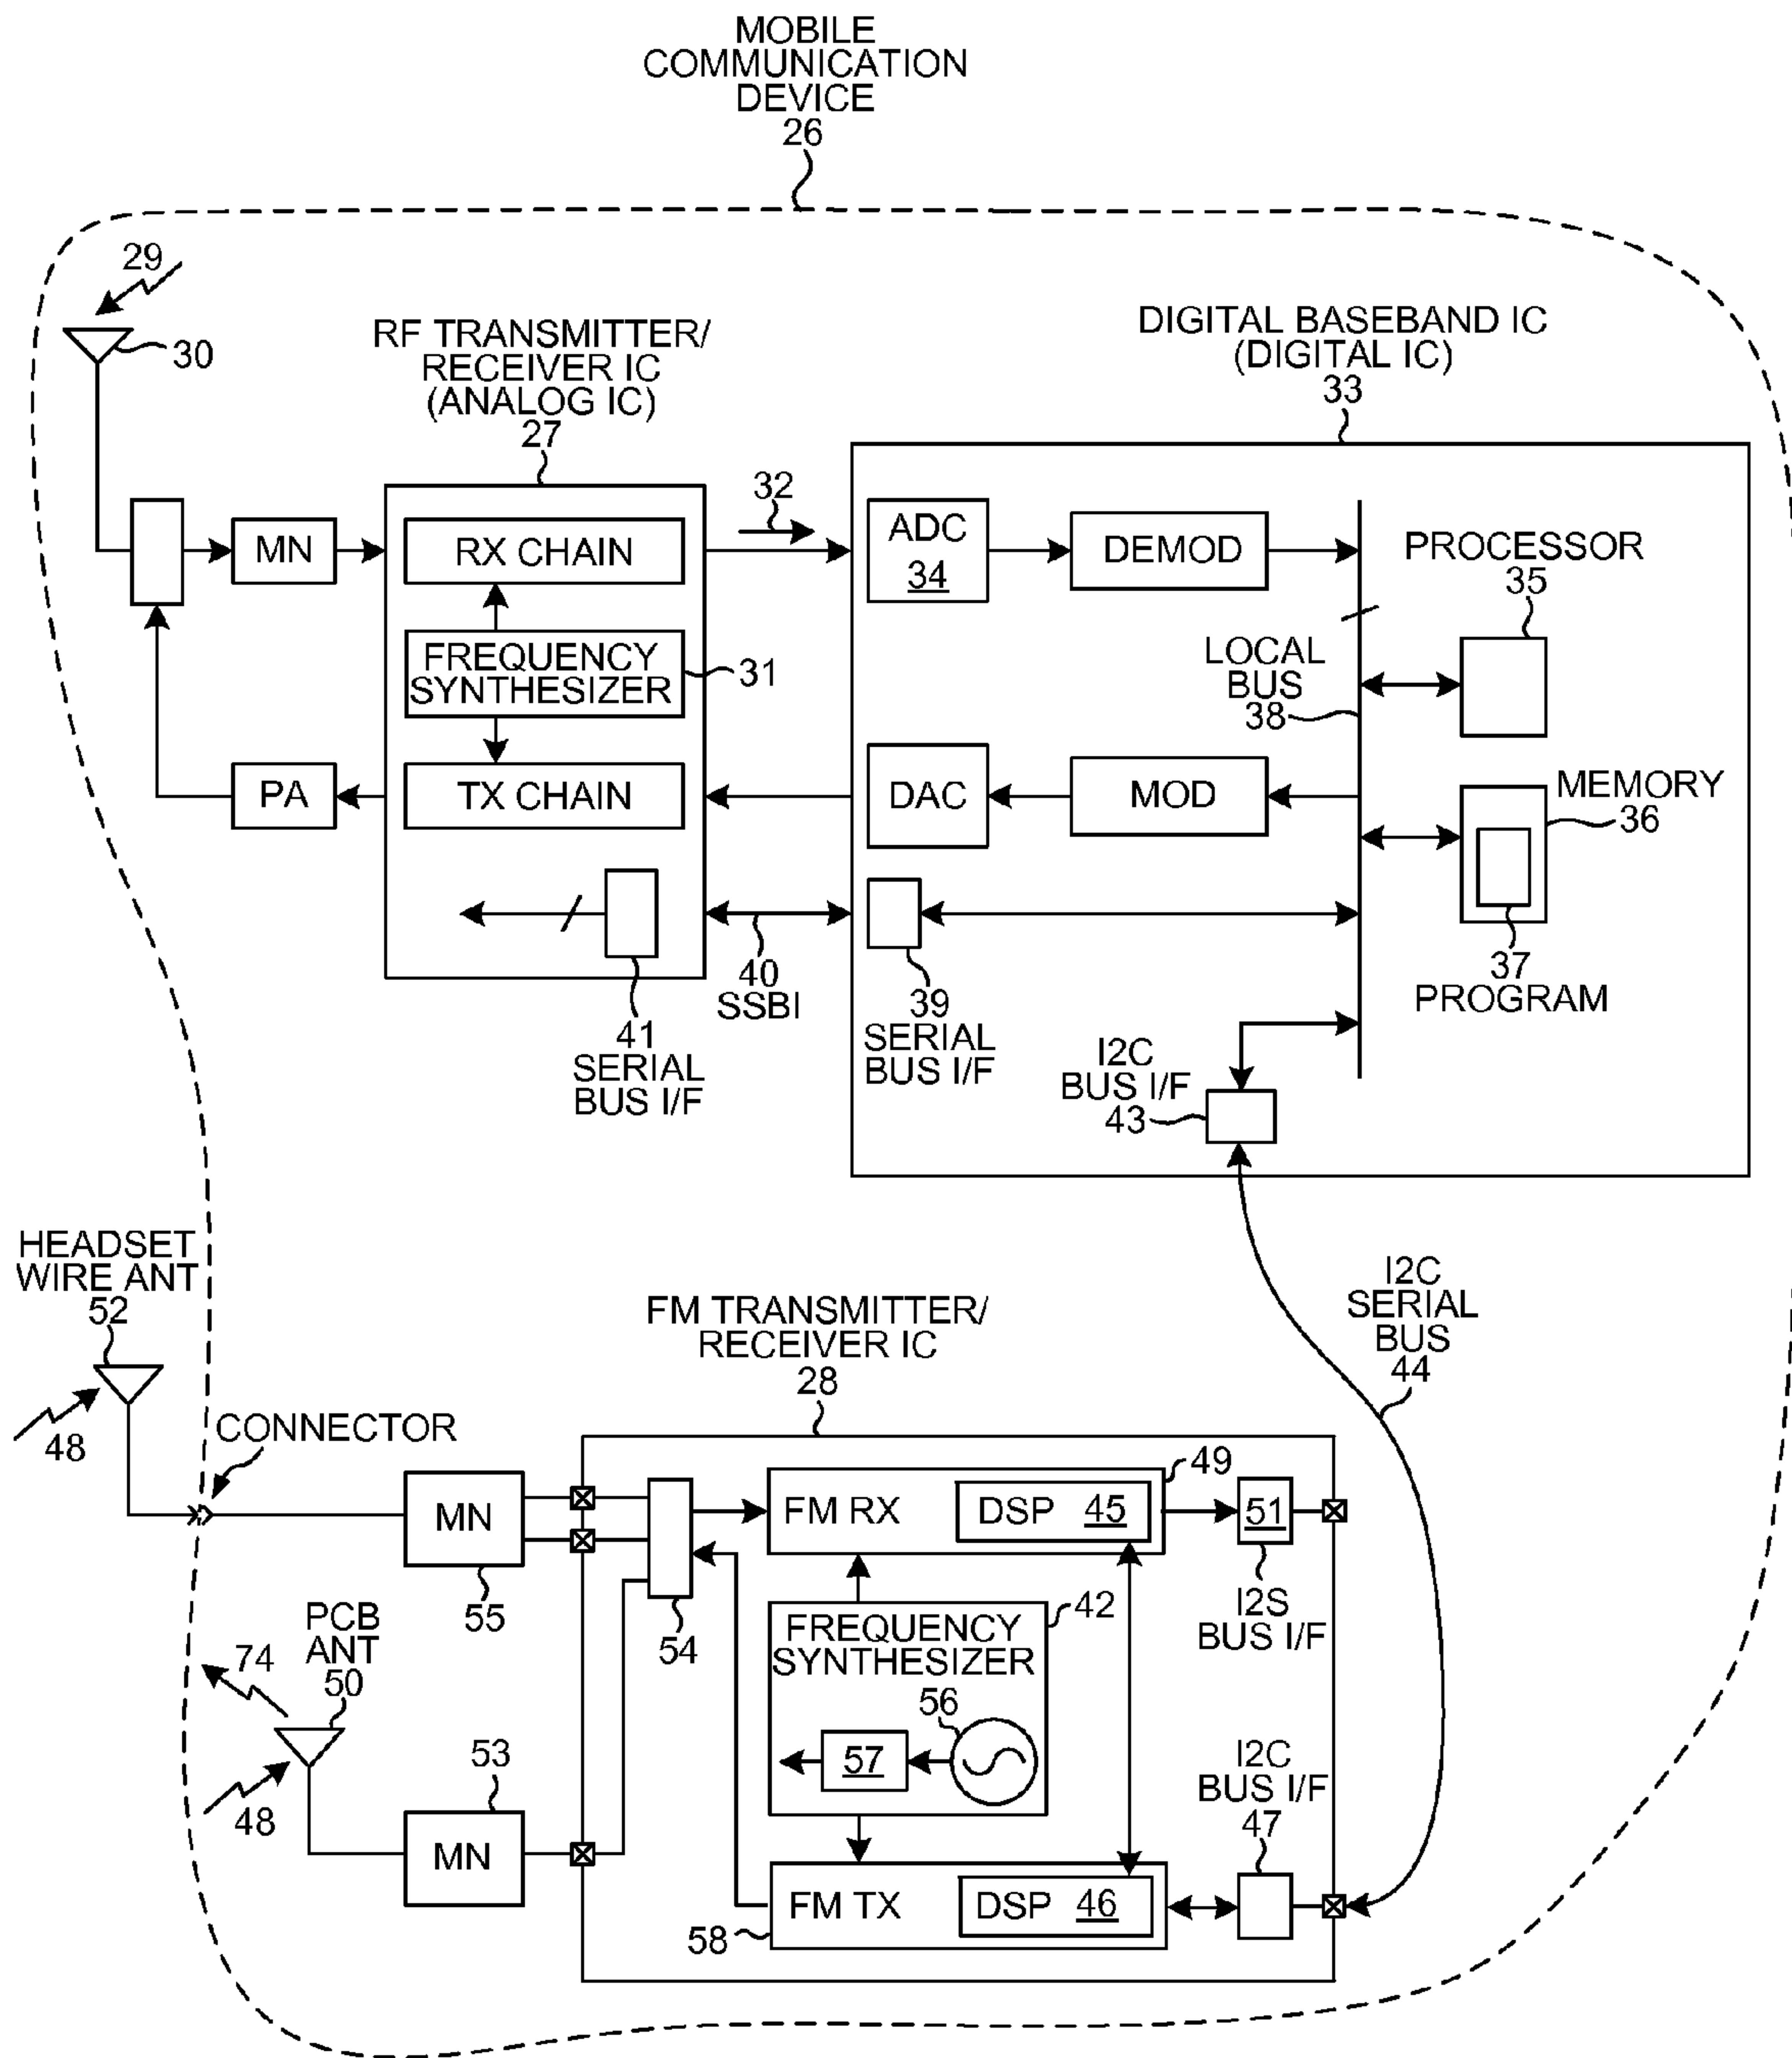 MOBILE
COMMUNICATION
DEVICE
26
29
30
RF TRANSMITTER/
RECEIVER IC
(ANALOG IC)
27
DIGITAL BASEBAND IC
(DIGITAL IC)
33
32
MN
RX CHAIN
ADC
34
DEMOD
PROCESSOR
35
FREQUENCY
SYNTHESIZER
31
LOCAL
BUS
38
PA
TX CHAIN
DAC
MOD
MEMORY
36
37
PROGRAM
40
SSBI
39
SERIAL
BUS I/F
41
SERIAL
BUS I/F
I2C
BUS I/F
43
HEADSET
WIRE ANT
52
48
CONNECTOR
FM TRANSMITTER/
RECEIVER IC
28
I2C
SERIAL
BUS
44
MN
55
54
FM RX
DSP 45
49
51
I2S
BUS I/F
PCB
ANT
50
74
48
FREQUENCY
SYNTHESIZER
42
56
57
53
MN
I2C
BUS I/F
47
FM TX
DSP 46
58